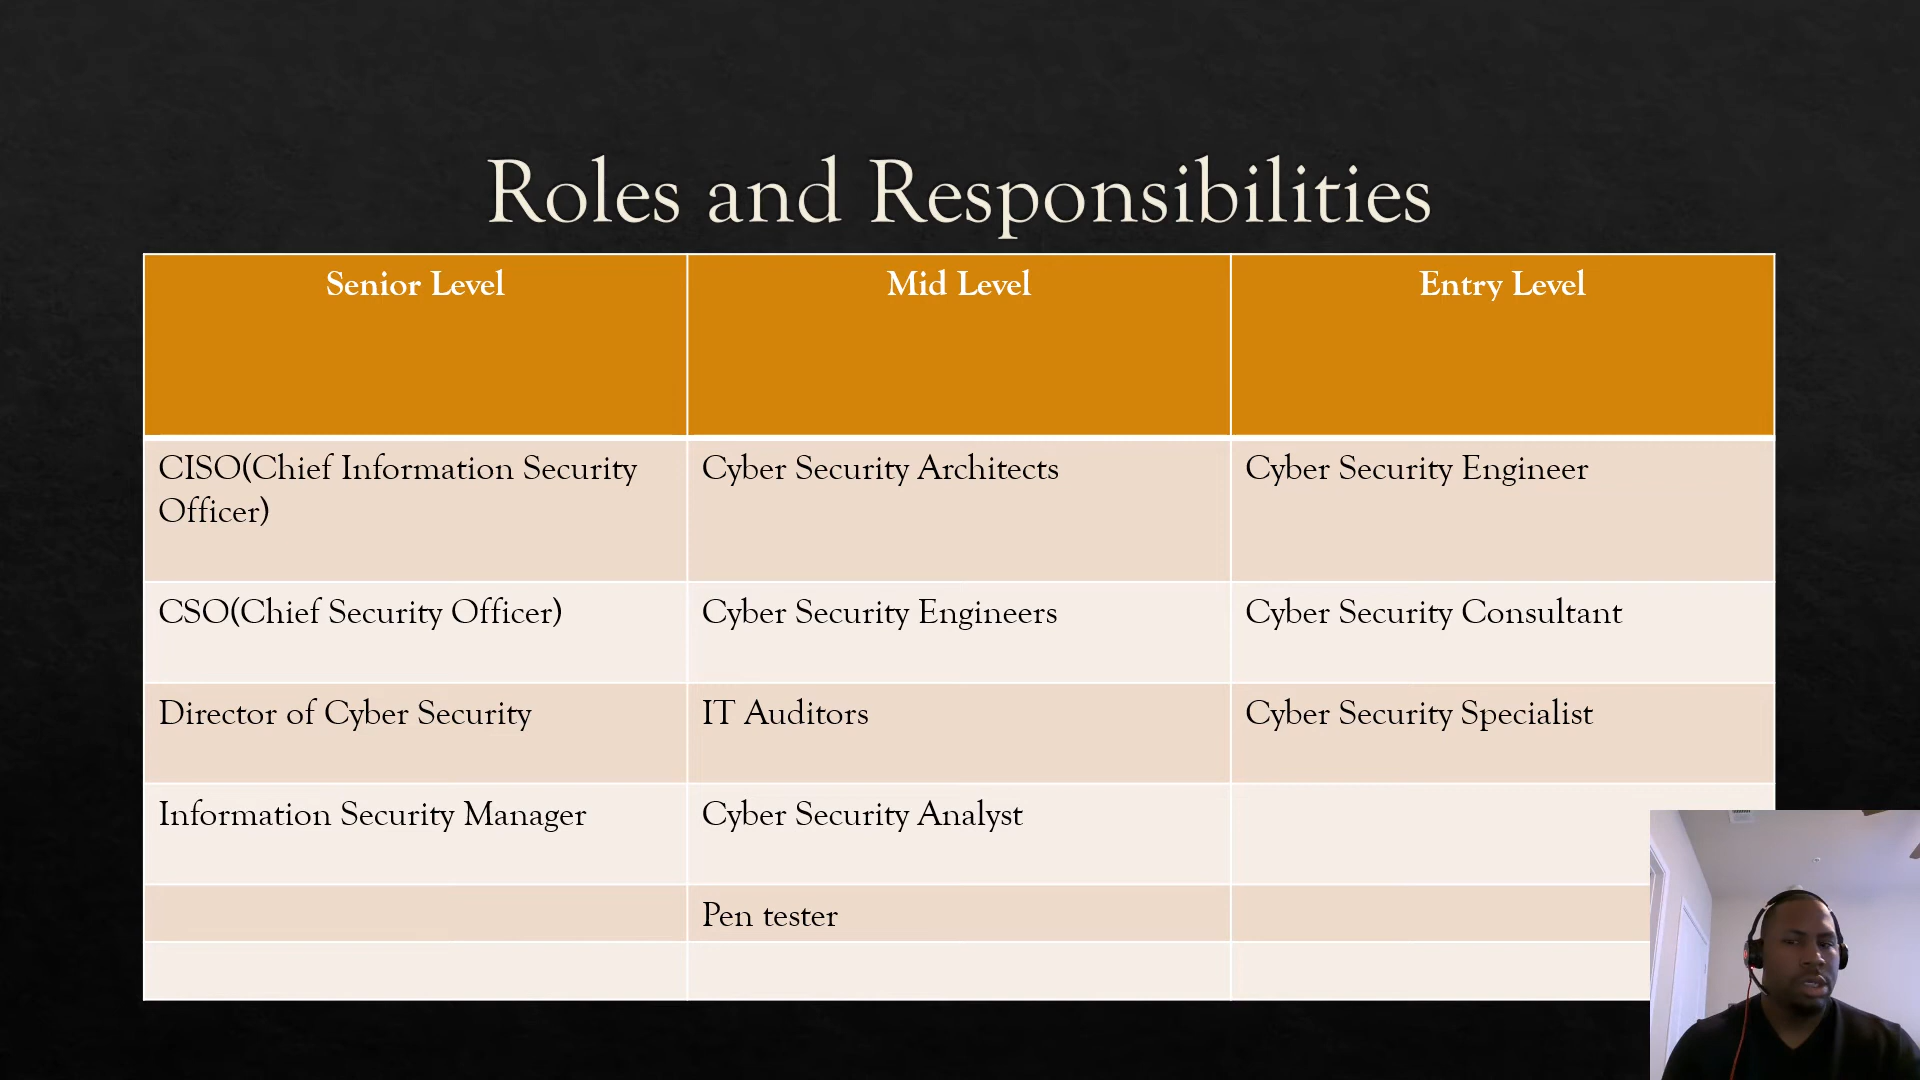 Roles and Responsibilities
Senior Level
Mid Level
Entry Level
CISO(Chief Information Security
Officer)
Cyber Security Architects
Cyber Security Engineer
CSO(Chief Security Officer)
Cyber Security Engineers
Cyber Security Consultant
Director of Cyber Security
IT Auditors
Cyber Security Specialist
Information Security Manager
Cyber Security Analyst
Pen tester